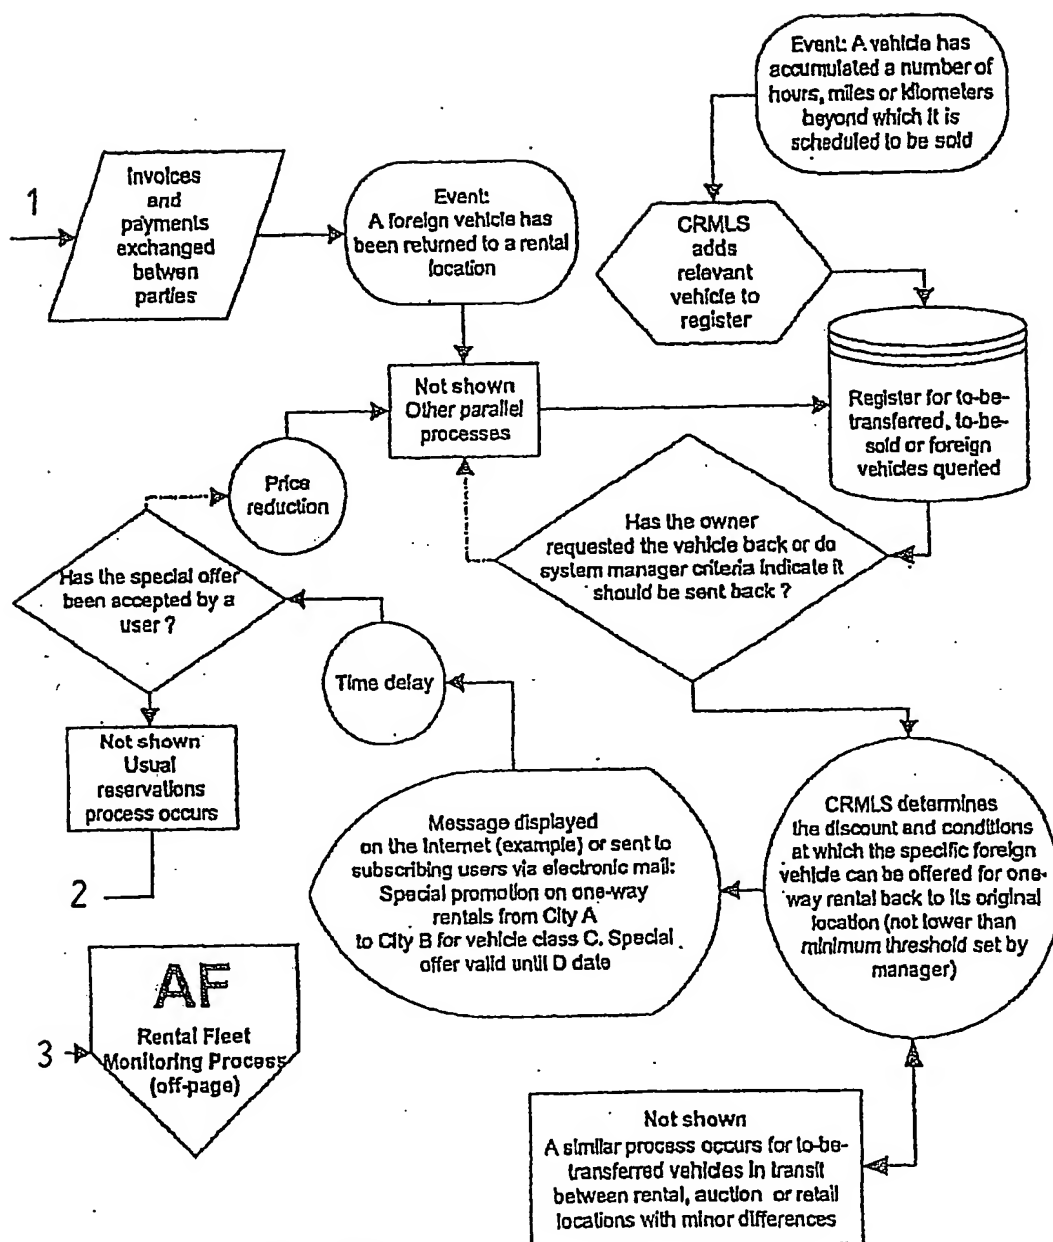 Event: A vehicle has
accumulated a number of
hours, miles or kilometers
beyond which it is
scheduled to be sold
1
Invoices
and
payments
exchanged
betwen
parties
Event:
A foreign vehicle has
been returned to a rental
location
CRMLS
adds
relevant
vehicle to
register
Not shown
Other parallel
processes
Register for to-be-
transferred, to-be-
sold or foreign
vehicles queried
Price
reduction
Has the owner
requested the vehicle back or do
system manager criteria indicate it
should be sent back ?
Has the special offer
been accepted by a
user ?
Time delay
Not shown
Usual
reservations
process occurs
2
Message displayed
on the Internet (example) or sent to
subscribing users via electronic mail:
Special promotion on one-way
rentals from City A
to City B for vehicle class C. Special
offer valid until D date
CRMLS determines
the discount and conditions
at which the specific foreign
vehicle can be offered for one-
way rental back to its original
location (not lower than
minimum threshold set by
manager)
3
AF
Rental Fleet
Monitoring Process
(off-page)
Not shown
A similar process occurs for to-be-
transferred vehicles in transit
between rental, auction or retail
locations with minor differences